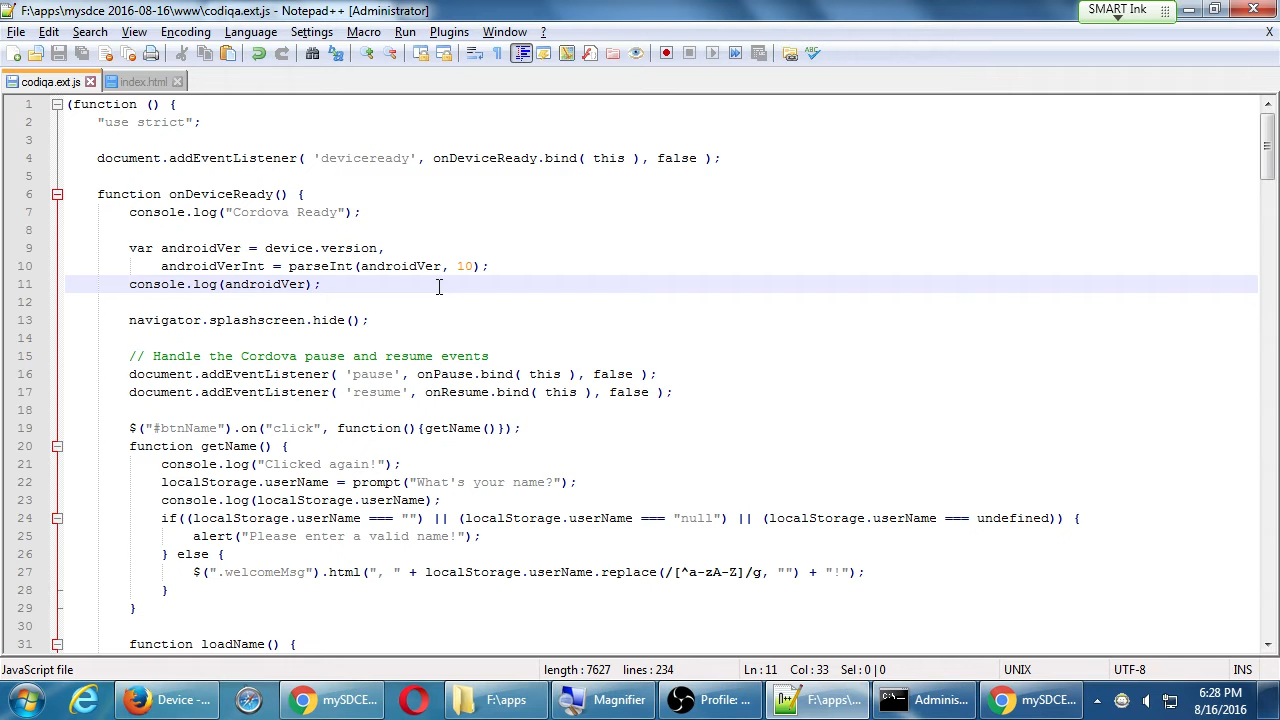 F:\apps\mysdce 2016-08-16\www\codiqa.ext.js - Notepad++ [Administrator]
SMART Ink
File Edit Search View Encoding Language Settings Macro Run Plugins Window ? X
codiqa.ext.js index.html
1 (function () {
2 "use strict";
3
4 document.addEventListener( 'deviceready', onDeviceReady.bind( this ), false );
5
6 function onDeviceReady() {
7 console.log("Cordova Ready");
8
9 var androidVer = device.version,
10 androidVerInt = parseInt(androidVer, 10);
11 console.log(androidVer);
12
13 navigator.splashscreen.hide();
14
15 // Handle the Cordova pause and resume events
16 document.addEventListener( 'pause', onPause.bind( this ), false );
17 document.addEventListener( 'resume', onResume.bind( this ), false );
18
19 $("#btnName").on("click", function(){getName()});
20 function getName() {
21 console.log("Clicked again!");
22 localStorage.userName = prompt("What's your name?");
23 console.log(localStorage.userName);
24 if((localStorage.userName === "") || (localStorage.userName === "null") || (localStorage.userName === undefined)) {
25 alert("Please enter a valid name!");
26 } else {
27 $(".welcomeMsg").html(", " + localStorage.userName.replace(/[^a-zA-Z]/g, "") + "!");
28 }
29 }
30
31 function loadName() {
JavaScript file length : 7627 lines : 234 Ln : 11 Col : 33 Sel : 0 | 0 UNIX UTF-8 INS
Device -... mySDCE... F:\apps Magnifier Profile: ... F:\apps\... Adminis... mySDCE... 6:28 PM
8/16/2016